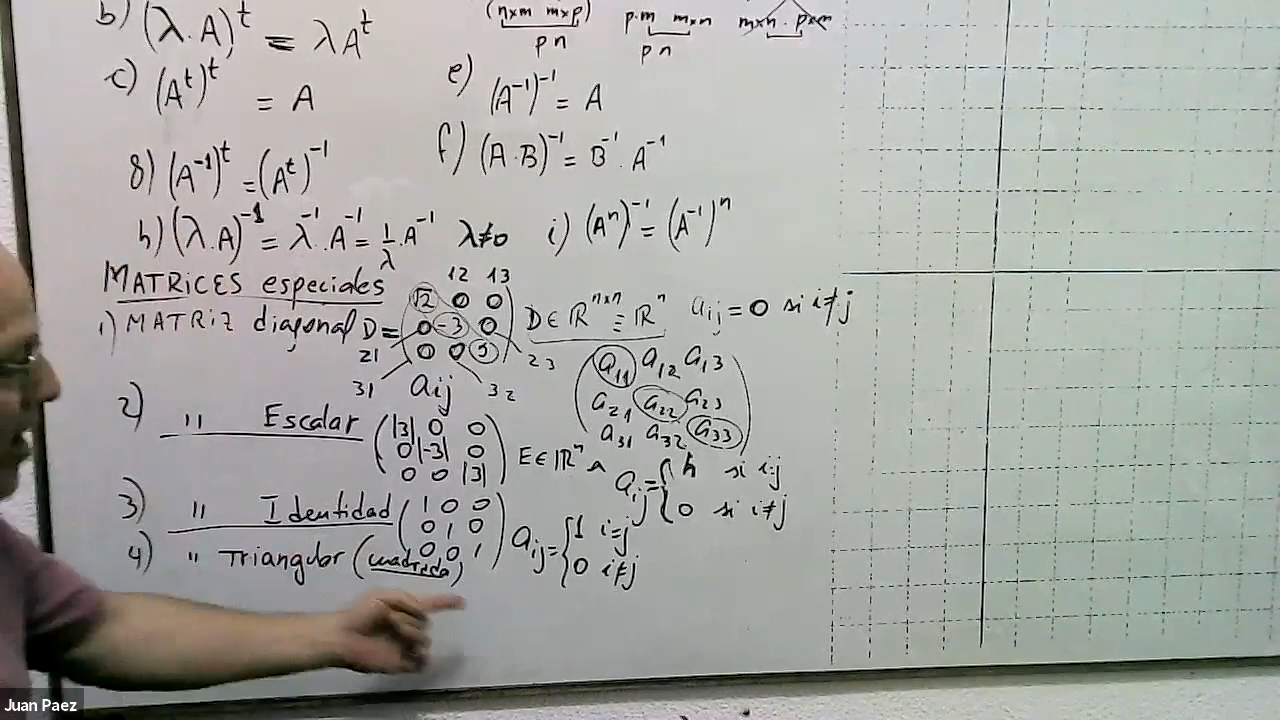 b) (λ.A)^t = λA^t
(n×m m×p) p.m m×n m×n . p×m
pn pn
c) (A^t)^t = A
e) (A^-1)^-1 = A
g) (A^-1)^t = (A^t)^-1
f) (A.B)^-1 = B^-1 . A^-1
h) (λ.A)^-1 = λ^-1 . A^-1 = 1/λ . A^-1 λ≠0
i) (A^n)^-1 = (A^-1)^n
MATRICES especiales
12 13
1) MATRIZ diagonal D = ( 0 0
0 -3 0
0 0 ) D ∈ ℝ^n×n ≡ ℝ^n aij = 0 si i≠j
21 23
31 aij 32
( a11 a12 a13
a21 a22 a23
a31 a32 a33 )
2) " Escalar ( |3| 0 0
0 |-3| 0
0 0 |3| ) E ∈ ℝ^n ∧ aij = { k si i=j
0 si i≠j
3) " Identidad ( 1 0 0
0 1 0
0 0 1 ) aij = { 1 i=j
0 i≠j
4) " Triangular (cuadrada)
Juan Paez